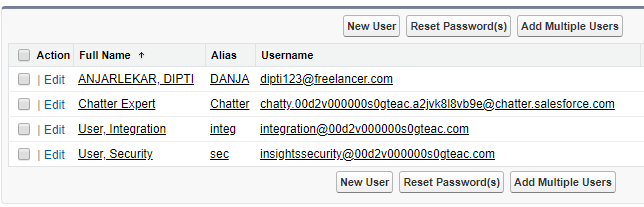 New User Reset Password(s) Add Multiple Users
Action Full Name ↑ Alias Username
| Edit ANJARLEKAR, DIPTI DANJA dipti123@freelancer.com
| Edit Chatter Expert Chatter chatty.00d2v000000s0gteac.a2jvk8l8vb9e@chatter.salesforce.com
| Edit User, Integration integ integration@00d2v000000s0gteac.com
| Edit User, Security sec insightssecurity@00d2v000000s0gteac.com
New User Reset Password(s) Add Multiple Users